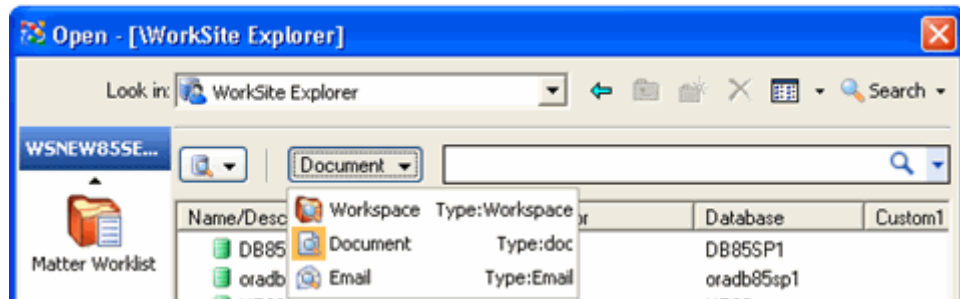 Open - [\WorkSite Explorer]
Look in: WorkSite Explorer Search
WSNEW85SE...
Document
Name/Desc Database Custom1
Workspace Type:Workspace
DB85 Document Type:doc DB85SP1
Matter Worklist
oradb Email Type:Email oradb85sp1